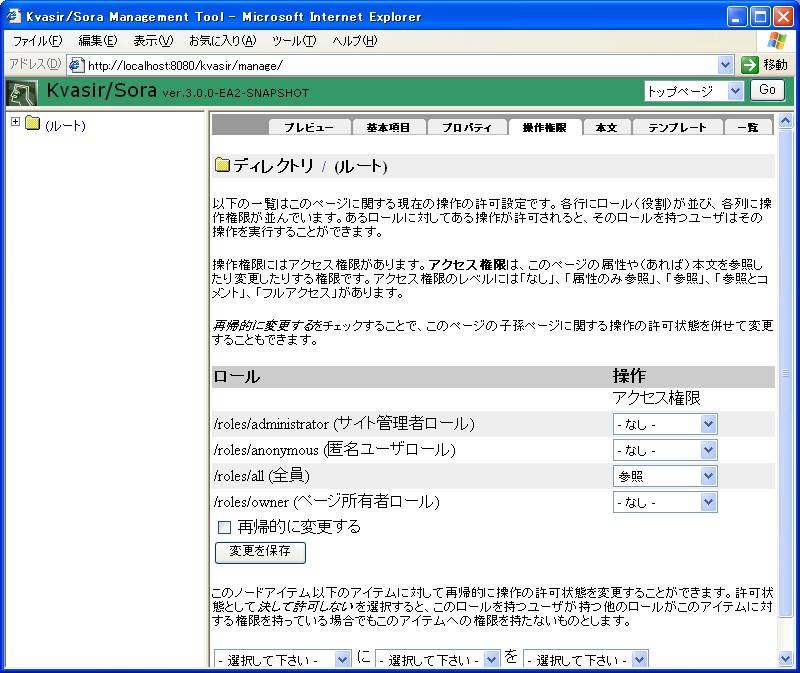 Kvasir/Sora Management Tool - Microsoft Internet Explorer
ファイル(F) 編集(E) 表示(V) お気に入り(A) ツール(T) ヘルプ(H)
アドレス(D) http://localhost:8080/kvasir/manage/ 移動
Kvasir/Sora ver.3.0.0-EA2-SNAPSHOT トップページ Go
(ルート)
プレビュー 基本項目 プロパティ 操作権限 本文 テンプレート 一覧
ディレクトリ / (ルート)
以下の一覧はこのページに関する現在の操作の許可設定です。各行にロール(役割)が並び、各列に操
作権限が並んでいます。あるロールに対してある操作が許可されると、そのロールを持つユーザはその
操作を実行することができます。
操作権限にはアクセス権限があります。アクセス権限は、このページの属性や(あれば)本文を参照し
たり変更したりする権限です。アクセス権限のレベルには「なし」、「属性のみ参照」、「参照」、「参照とコ
メント」、「フルアクセス」があります。
再帰的に変更するをチェックすることで、このページの子孫ページに関する操作の許可状態を併せて変更
することもできます。
ロール 操作
アクセス権限
/roles/administrator (サイト管理者ロール) - なし -
/roles/anonymous (匿名ユーザロール) - なし -
/roles/all (全員) 参照
/roles/owner (ページ所有者ロール) - なし -
再帰的に変更する
変更を保存
このノードアイテム以下のアイテムに対して再帰的に操作の許可状態を変更することができます。許可状
態として決して許可しないを選択すると、このロールを持つユーザが持つ他のロールがこのアイテムに対
する権限を持っている場合でもこのアイテムへの権限を持たないものとします。
- 選択して下さい - に - 選択して下さい - を - 選択して下さい -